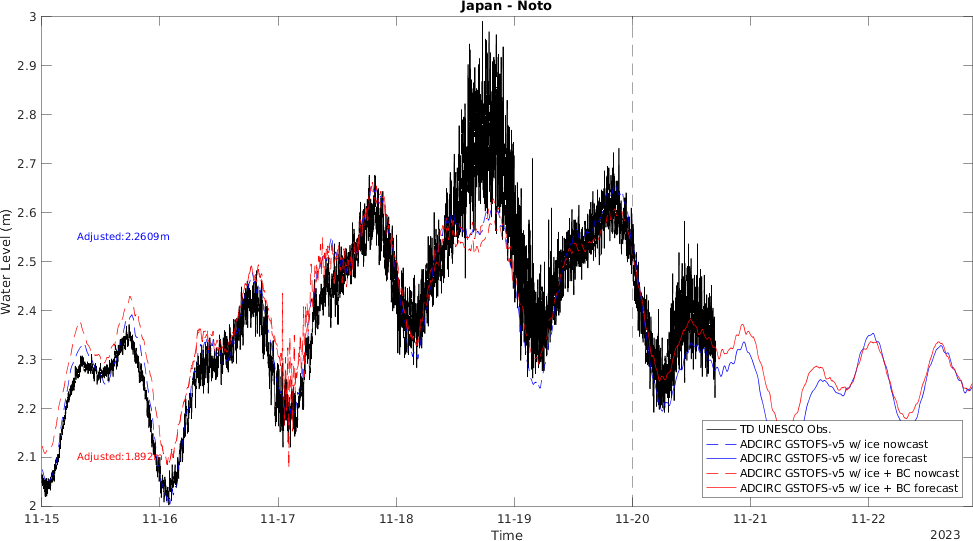 Japan - Noto
3
2.9
2.8
2.7
2.6
2.5
2.4
2.3
2.2
2.1
2
Water Level (m)
Adjusted:2.2609m
Adjusted:1.892
TD UNESCO Obs.
ADCIRC GSTOFS-v5 w/ ice nowcast
ADCIRC GSTOFS-v5 w/ ice forecast
ADCIRC GSTOFS-v5 w/ ice + BC nowcast
ADCIRC GSTOFS-v5 w/ ice + BC forecast
11-15 11-16 11-17 11-18 11-19 11-20 11-21 11-22
Time
2023